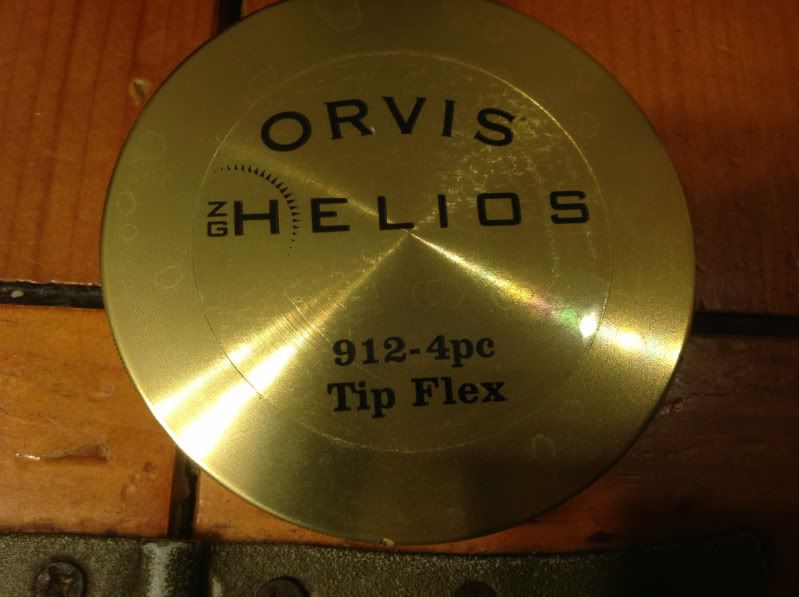 ORVIS
ZG HELIOS
912-4pc
Tip Flex